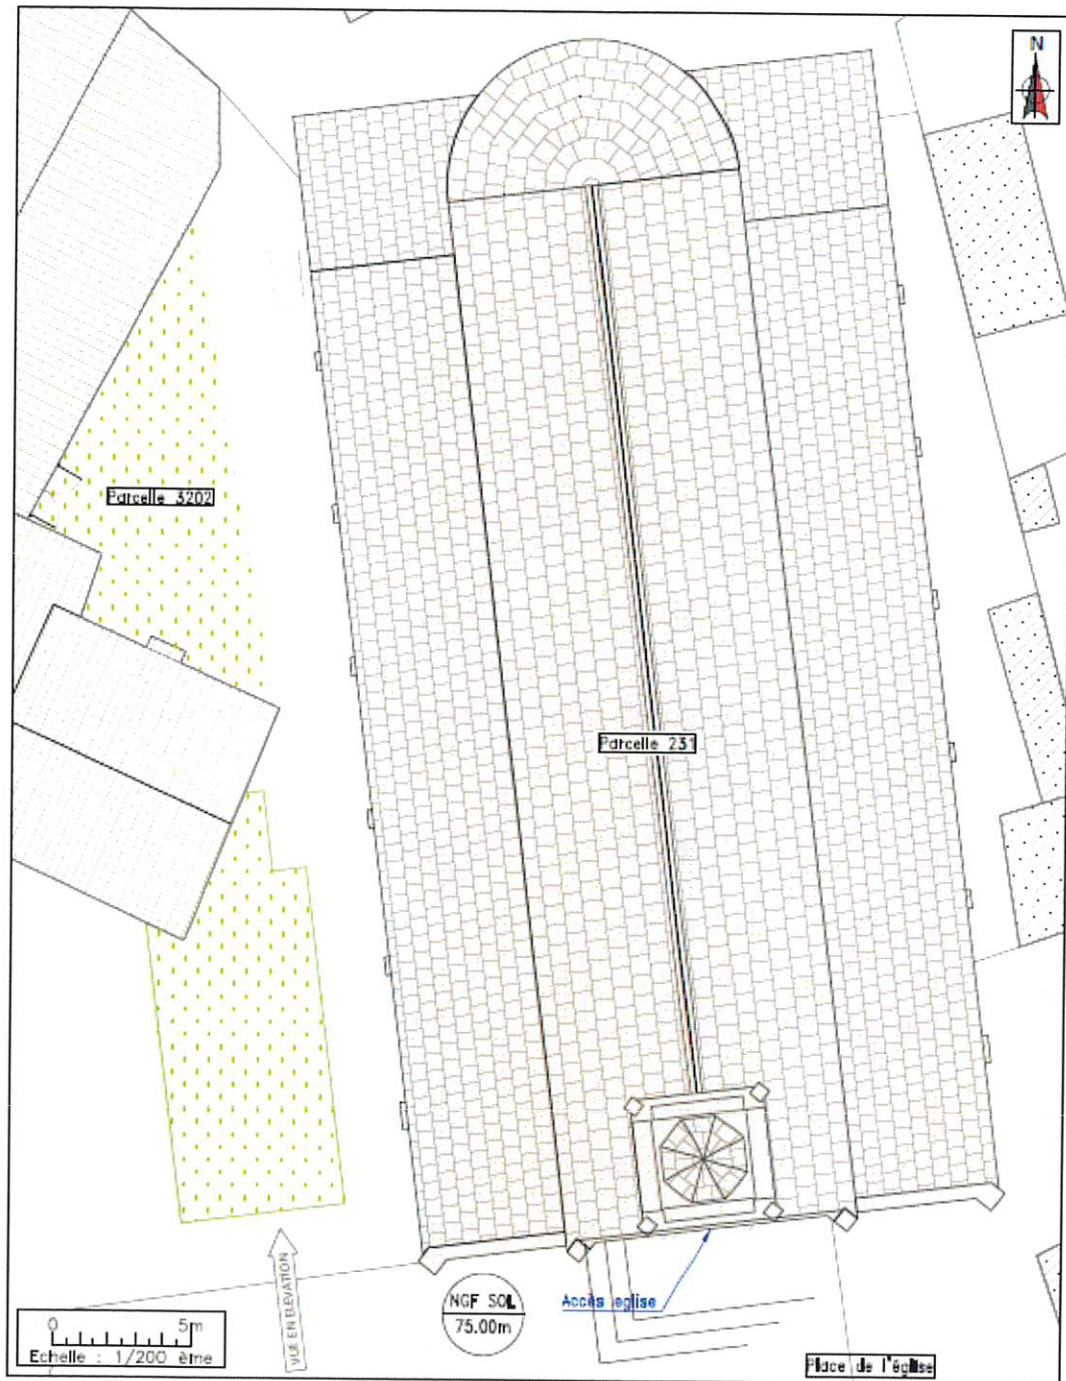 N
Parcelle 3202
Parcelle 231
VUE EN ELEVATION
NGF SOL
75.00m
Accès eglise
0 5m
Echelle : 1/200 ème
Place de l'église